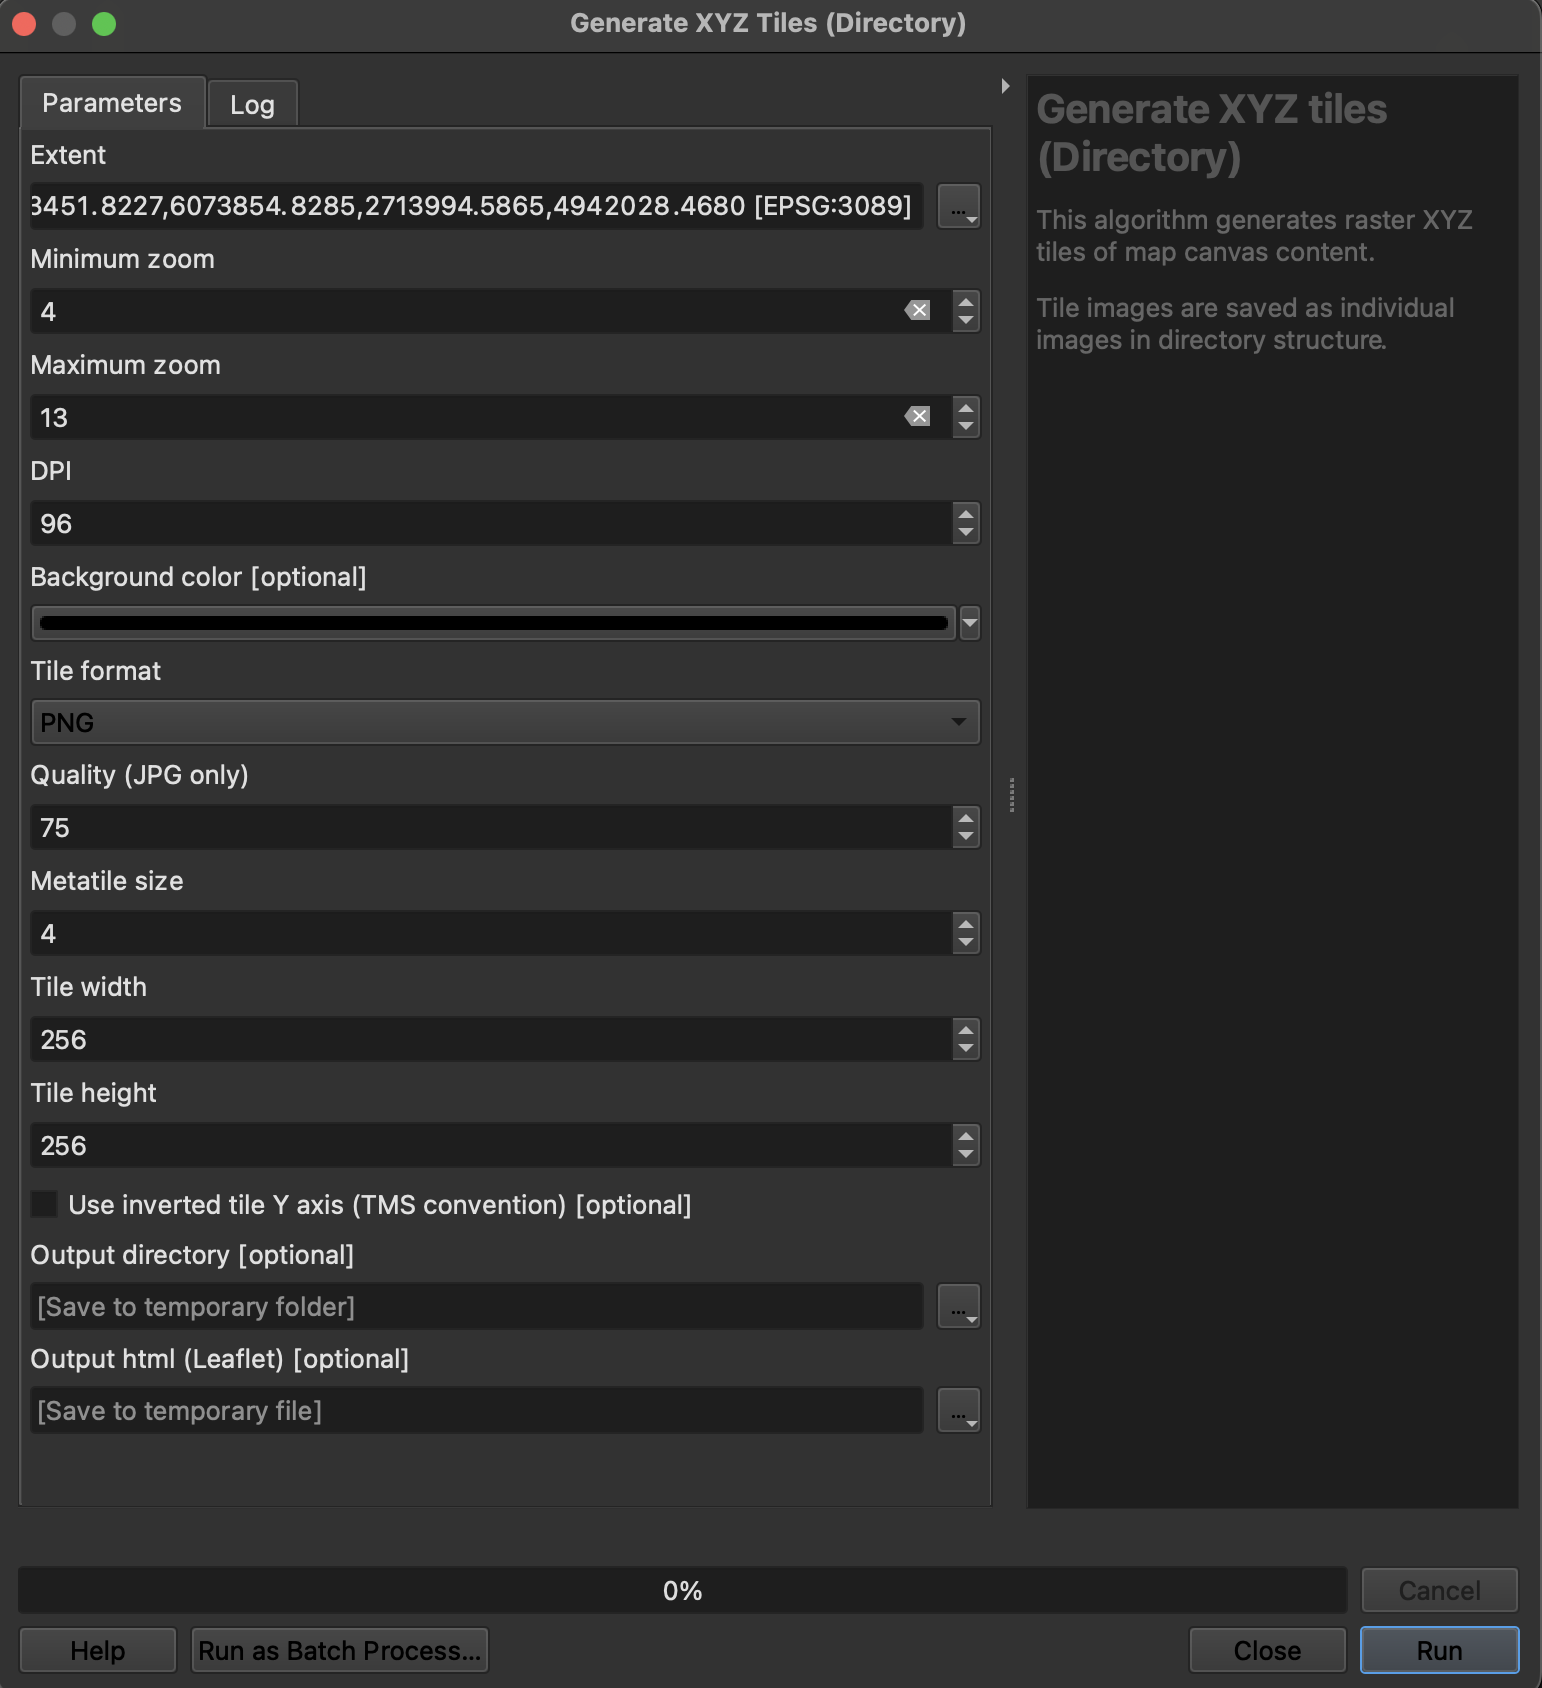 Generate XYZ Tiles (Directory)
Parameters
Log
Extent
3451.8227,6073854.8285,2713994.5865,4942028.4680 [EPSG:3089]
...
Minimum zoom
4
Maximum zoom
13
DPI
96
Background color [optional]
Tile format
PNG
Quality (JPG only)
75
Metatile size
4
Tile width
256
Tile height
256
Use inverted tile Y axis (TMS convention) [optional]
Output directory [optional]
[Save to temporary folder]
...
Output html (Leaflet) [optional]
[Save to temporary file]
...
Generate XYZ tiles
(Directory)
This algorithm generates raster XYZ
tiles of map canvas content.
Tile images are saved as individual
images in directory structure.
0%
Cancel
Help
Run as Batch Process...
Close
Run